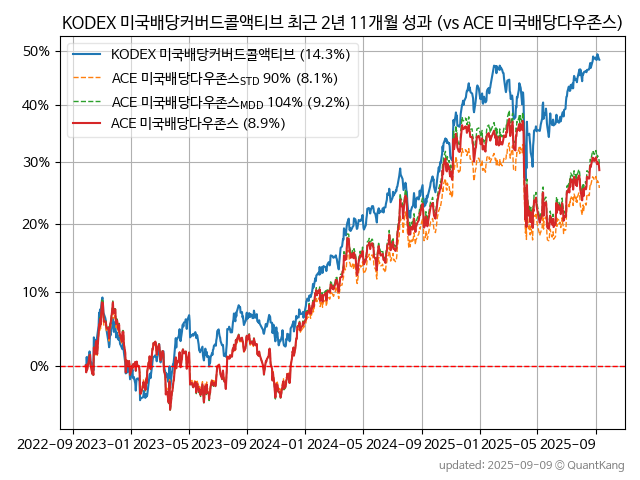 KODEX 미국배당커버드콜액티브 최근 2년 11개월 성과 (vs ACE 미국배당다우존스)
50%
40%
30%
20%
10%
0%
KODEX 미국배당커버드콜액티브 (14.3%)
ACE 미국배당다우존스STD 90% (8.1%)
ACE 미국배당다우존스MDD 104% (9.2%)
ACE 미국배당다우존스 (8.9%)
2022-09 2023-01 2023-05 2023-09 2024-01 2024-05 2024-09 2025-01 2025-05 2025-09
updated: 2025-09-09 © QuantKang